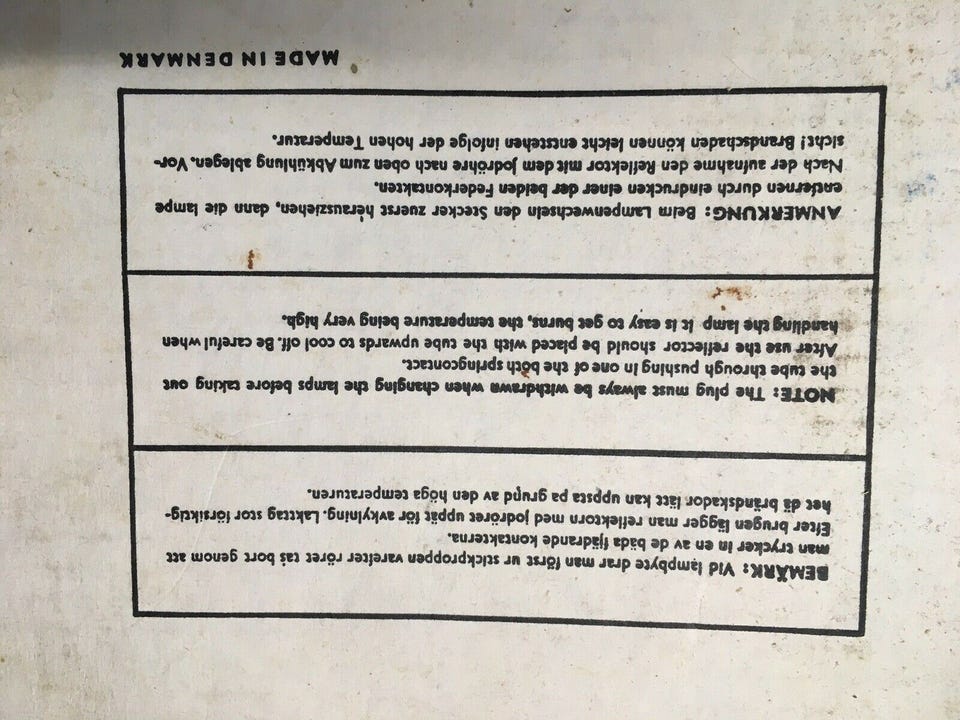 BEMÄRK: Vid lampbyte drar man först ur stickproppen varefter röret tas bort genom att
man trycker in en av de båda fjädrande kontakterna.
Efter brugen lägger man reflektorn med jodröret uppåt för avkylning. Lakttag stor försiktig-
het då brändskador lätt kan uppsta pa grund av den höga temperaturen.
NOTE: The plug must always be withdrawn when changing the lamps before taking out
the tube through pushing in one of the both springcontact.
After use the reflector should be placed with the tube upwards to cool off. Be careful when
handling the lamp it is easy to get burns, the temperature being very high.
ANMERKUNG: Beim Lampenwechseln den Stecker zuerst herausziehen, dann die lampe
entfernen durch eindrucken einer der beiden Federkontakten.
Nach der aufnahme den Reflektor mit dem jodröhre nach oben zum Abkühlung ablegen. Vor-
sicht! Brandschaden können leicht entstehen infolge der hohen Temperatur.
MADE IN DENMARK